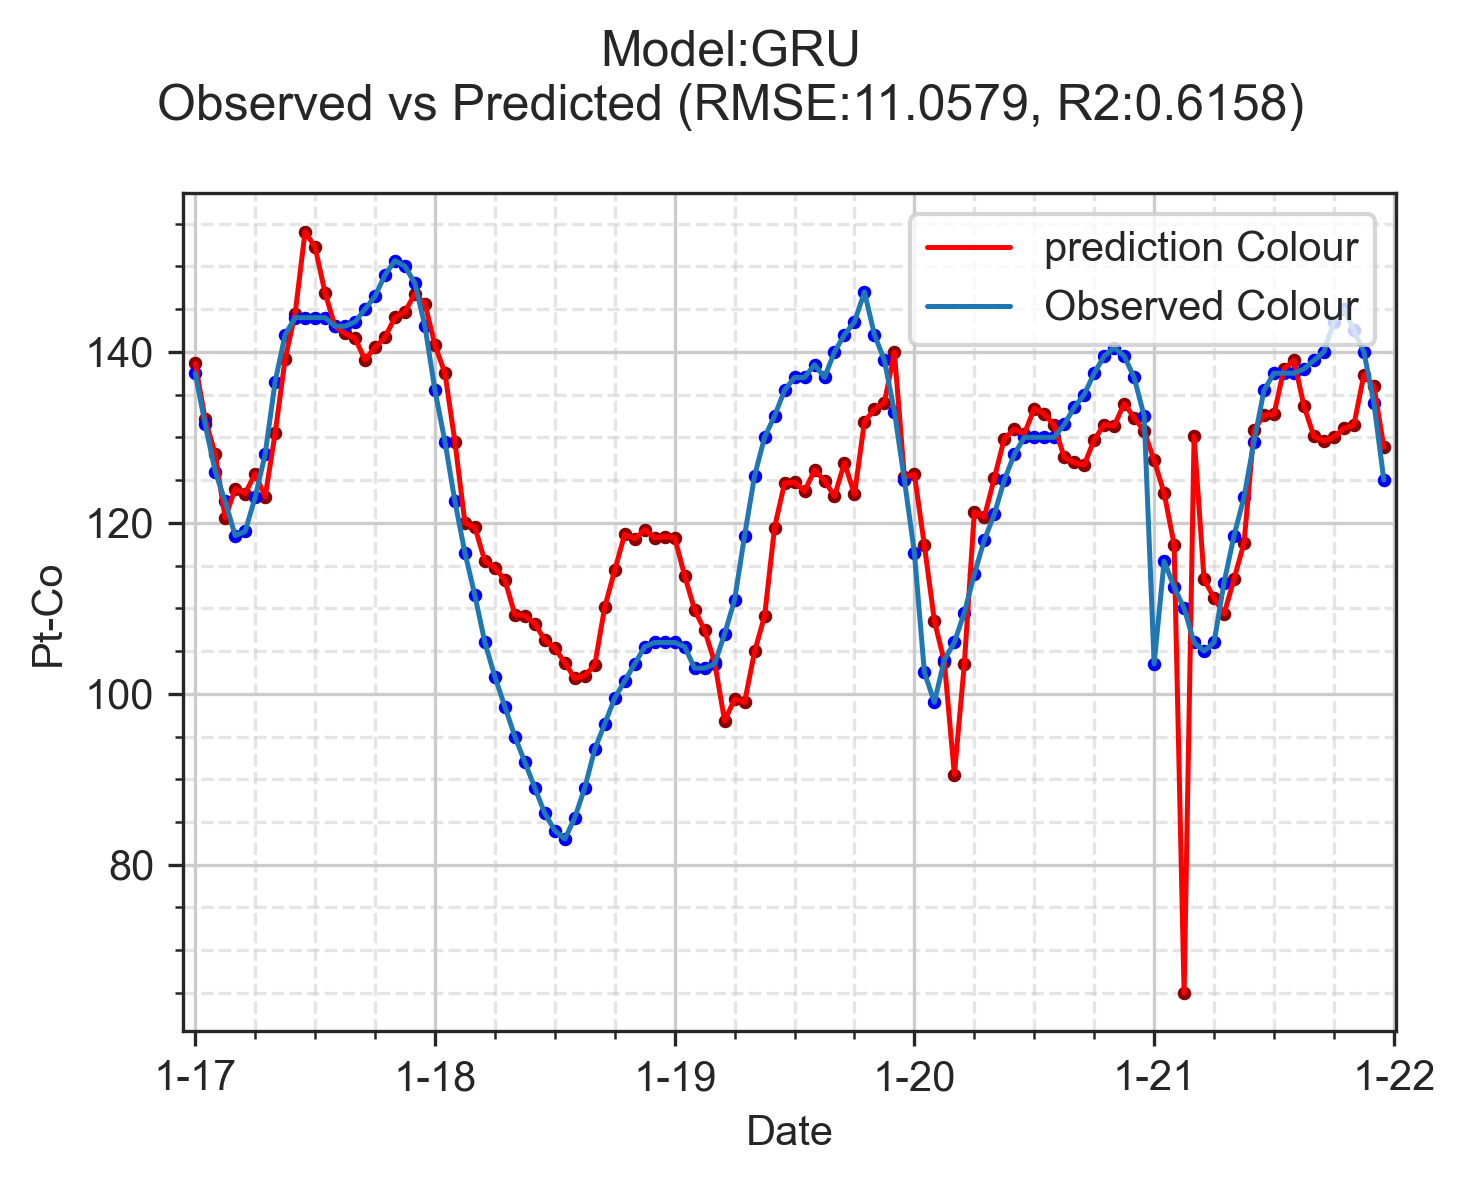 Model:GRU
Observed vs Predicted (RMSE:11.0579, R2:0.6158)
prediction Colour
Observed Colour
140
120
100
80
Pt-Co
1-17 1-18 1-19 1-20 1-21 1-22
Date